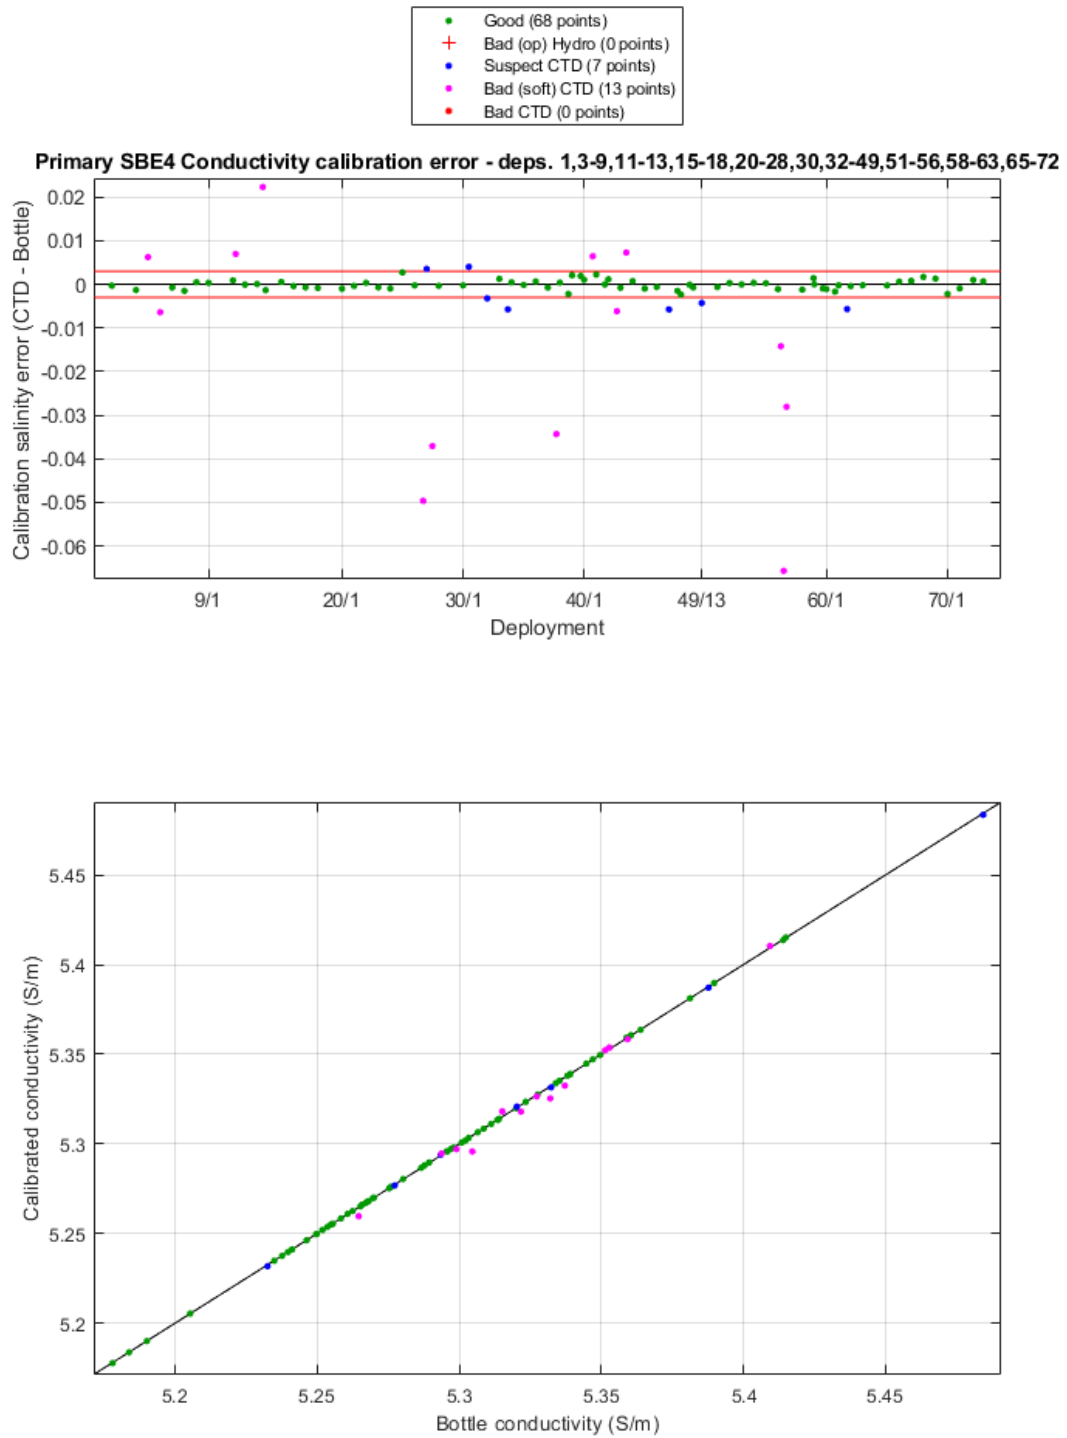 Good (68 points)
Bad (op) Hydro (0 points)
Suspect CTD (7 points)
Bad (soft) CTD (13 points)
Bad CTD (0 points)
Primary SBE4 Conductivity calibration error - deps. 1,3-9,11-13,15-18,20-28,30,32-49,51-56,58-63,65-72
Calibration salinity error (CTD - Bottle)
0.02
0.01
0
-0.01
-0.02
-0.03
-0.04
-0.05
-0.06
9/1 20/1 30/1 40/1 49/13 60/1 70/1
Deployment
Calibrated conductivity (S/m)
5.45
5.4
5.35
5.3
5.25
5.2
5.2 5.25 5.3 5.35 5.4 5.45
Bottle conductivity (S/m)